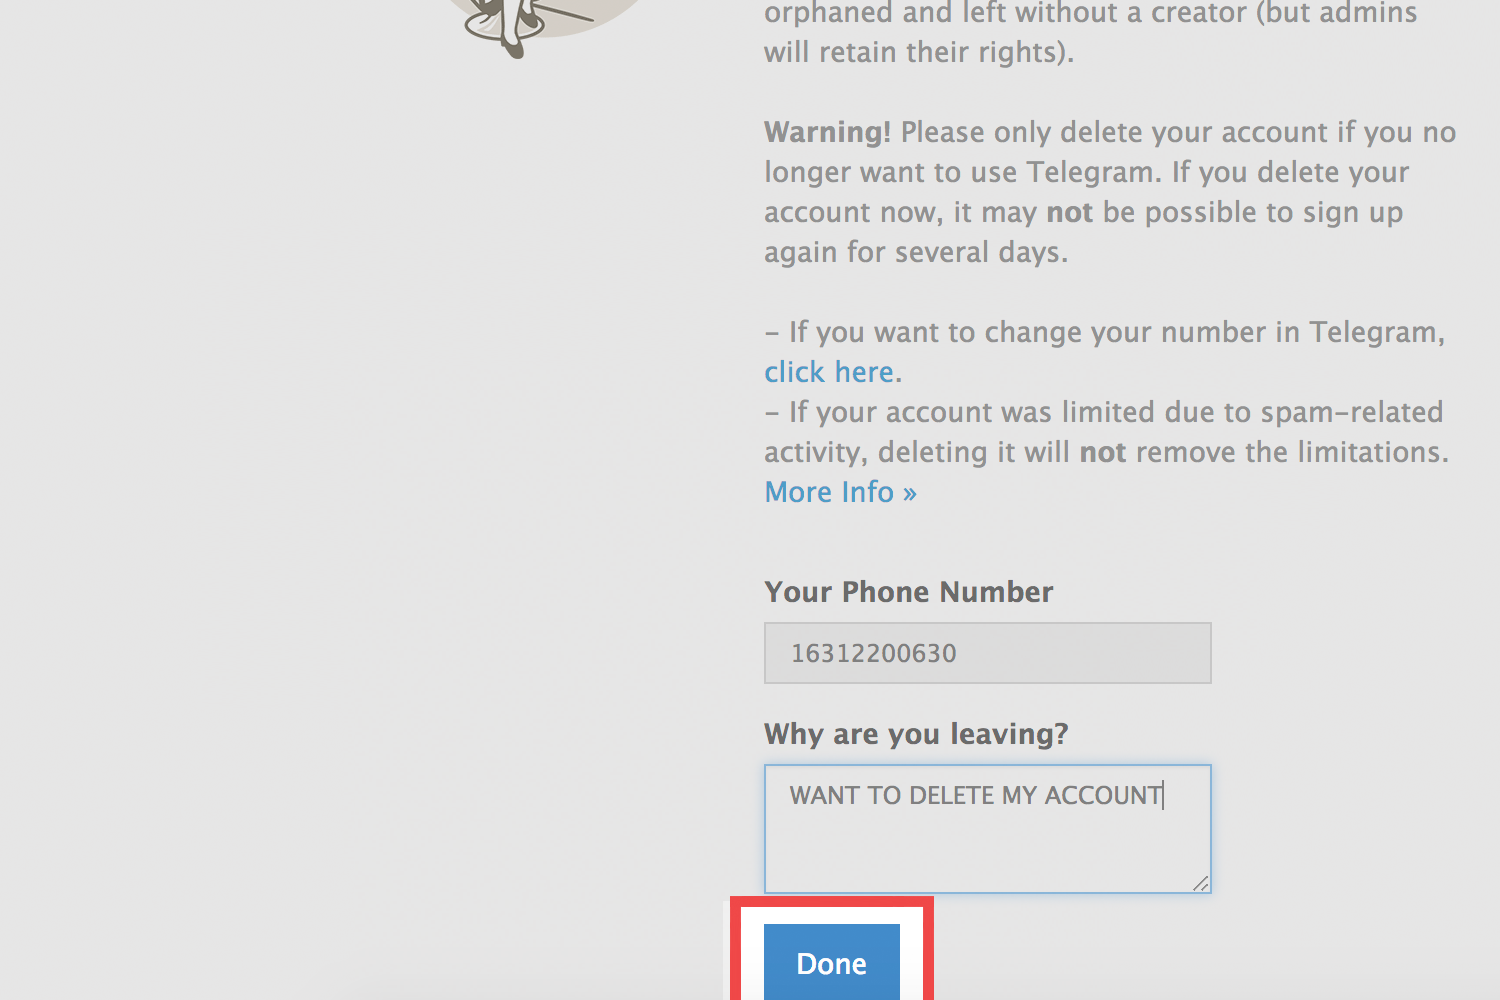 orphaned and left without a creator (but admins
will retain their rights).
Warning! Please only delete your account if you no
longer want to use Telegram. If you delete your
account now, it may not be possible to sign up
again for several days.
– If you want to change your number in Telegram,
click here.
– If your account was limited due to spam–related
activity, deleting it will not remove the limitations.
More Info »
Your Phone Number
16312200630
Why are you leaving?
WANT TO DELETE MY ACCOUNT
Done